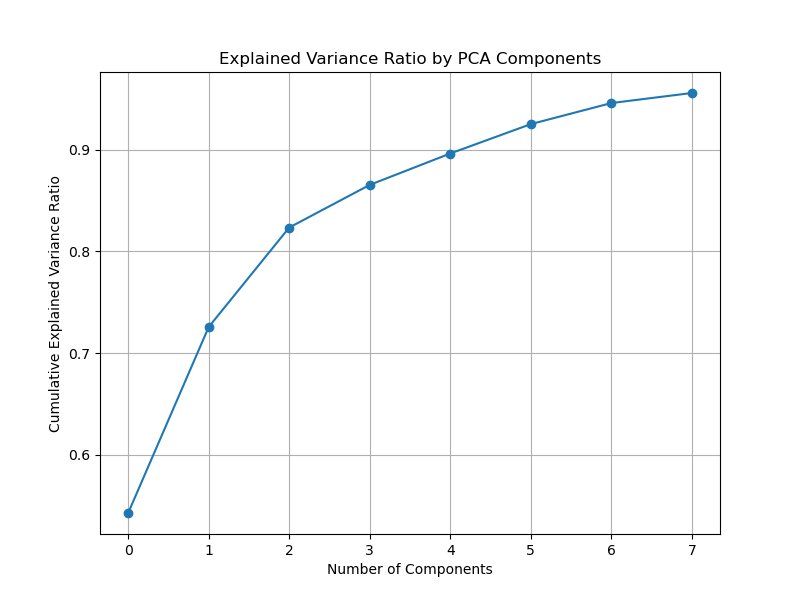 Explained Variance Ratio by PCA Components
Cumulative Explained Variance Ratio
0.9
0.8
0.7
0.6
0 1 2 3 4 5 6 7
Number of Components